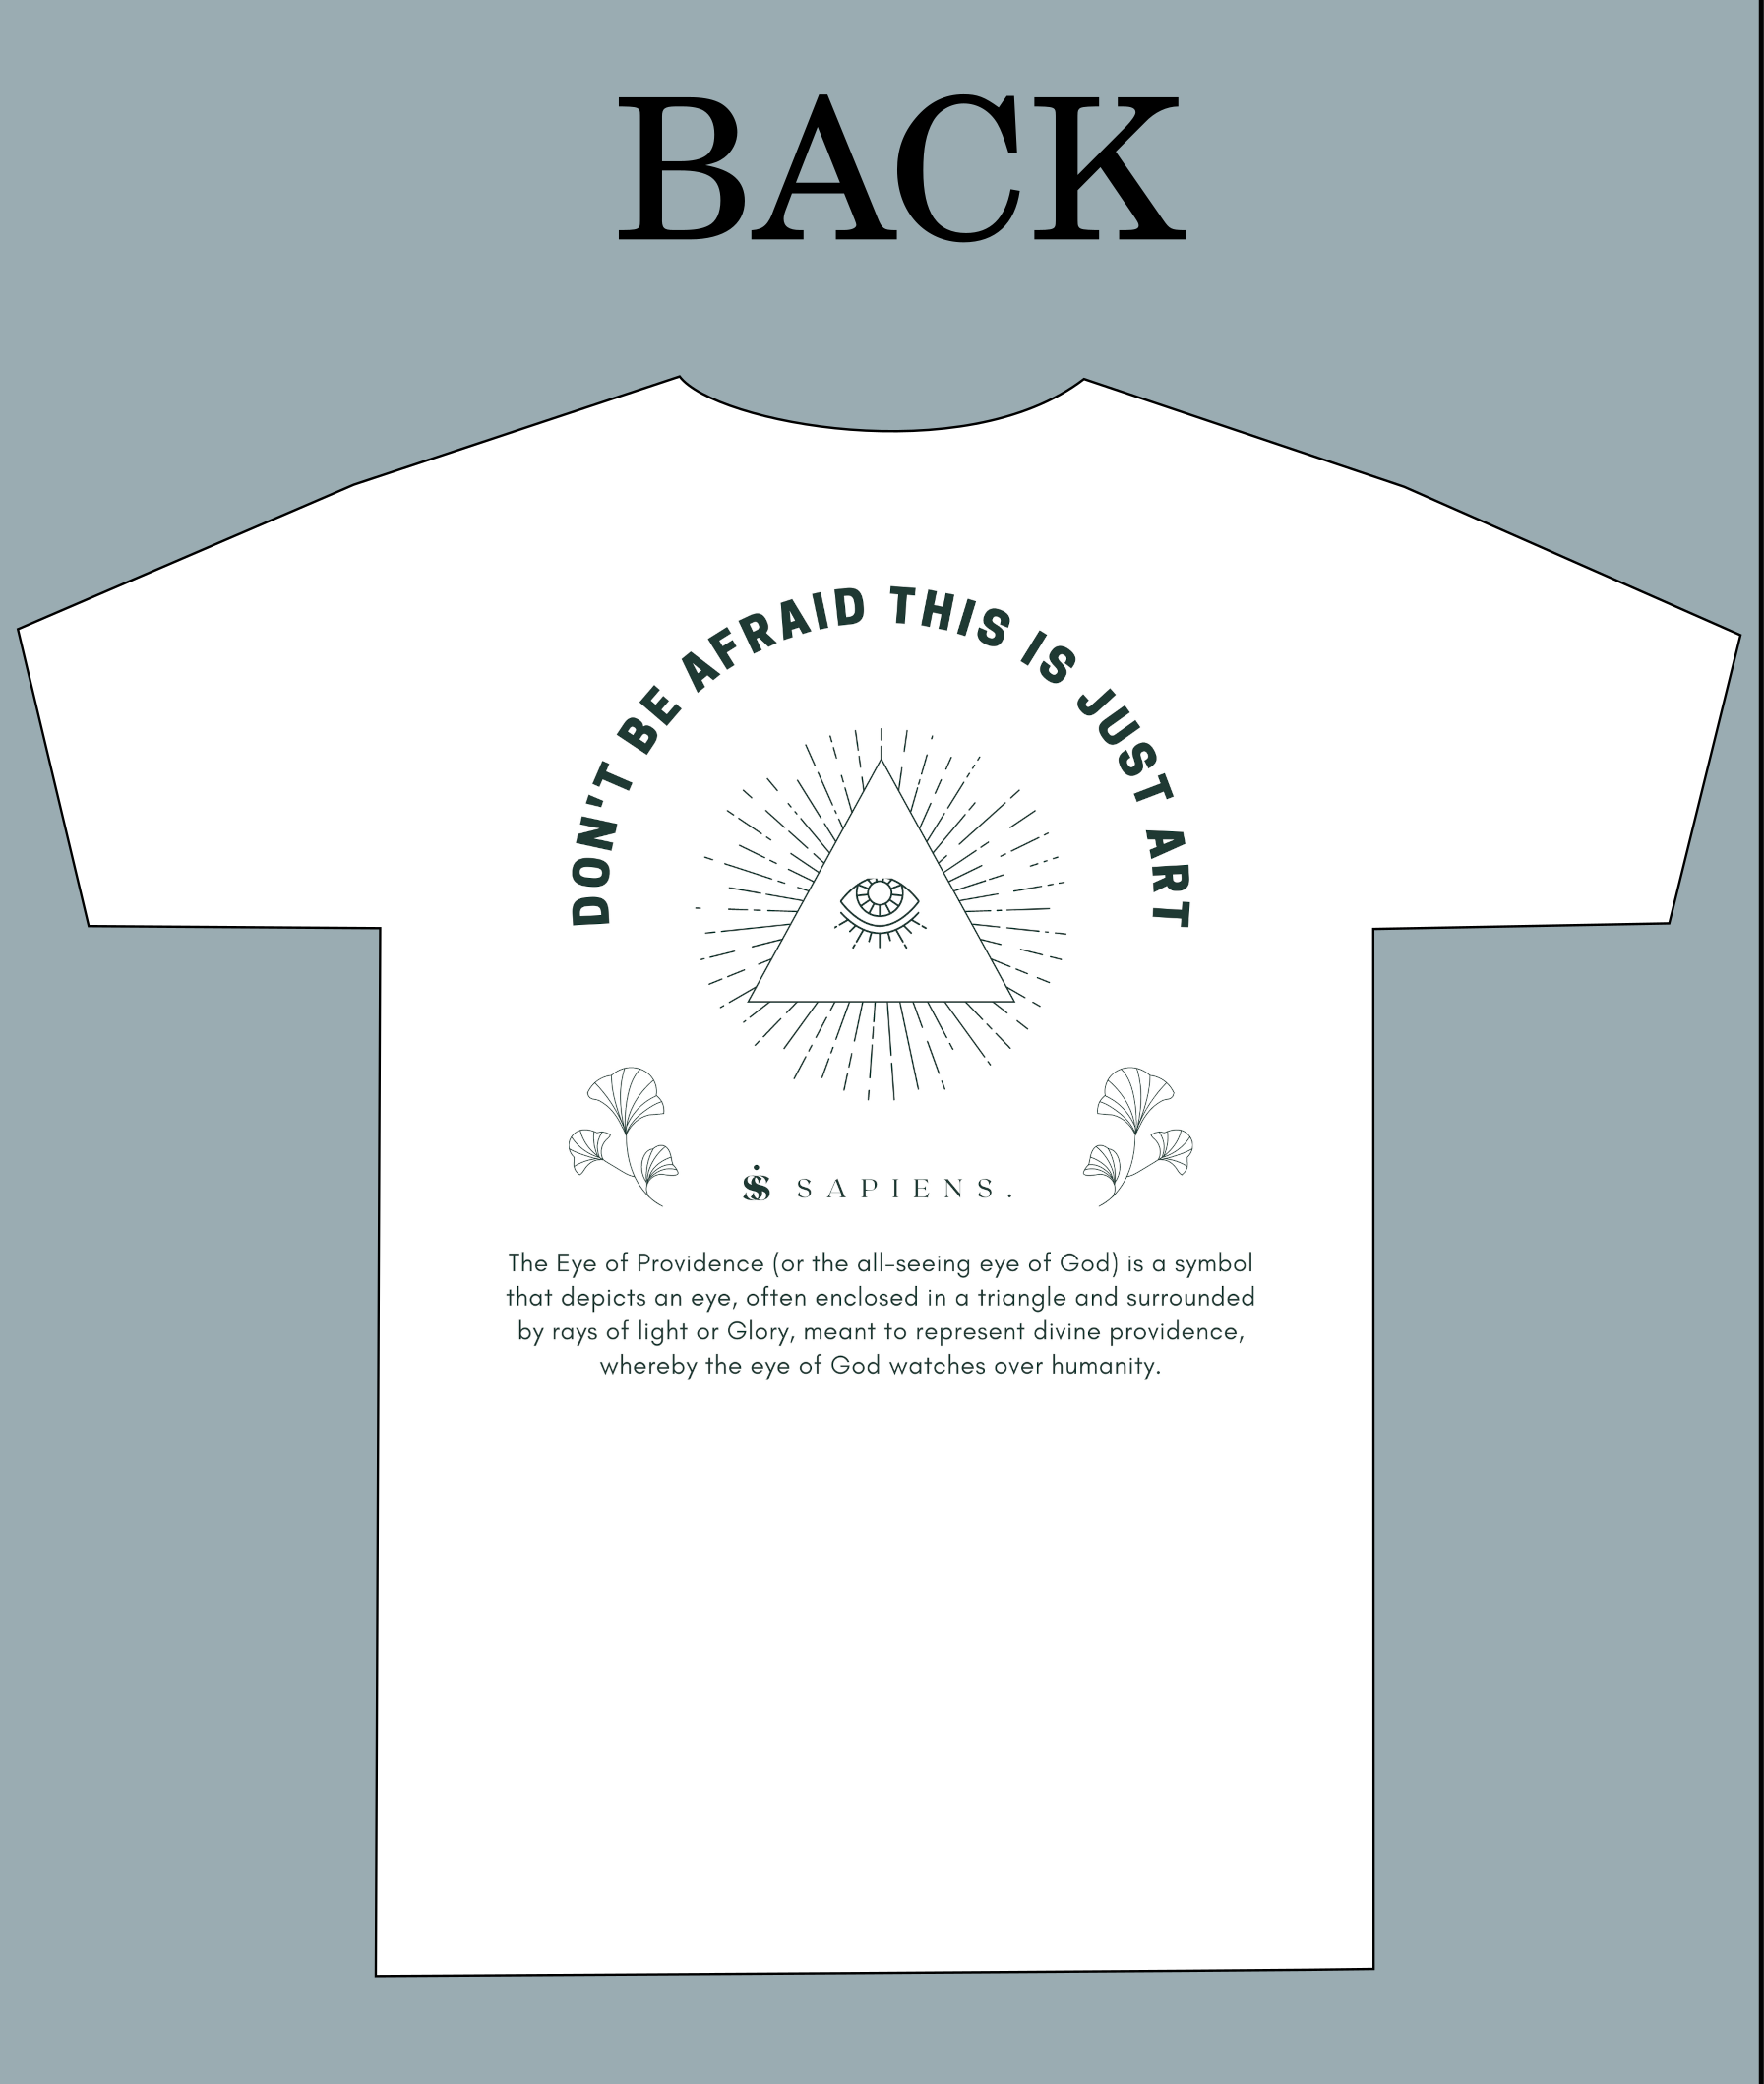 BACK
DON'T BE AFRAID THIS IS JUST ART
SS SAPIENS.
The Eye of Providence (or the all-seeing eye of God) is a symbol
that depicts an eye, often enclosed in a triangle and surrounded
by rays of light or Glory, meant to represent divine providence,
whereby the eye of God watches over humanity.